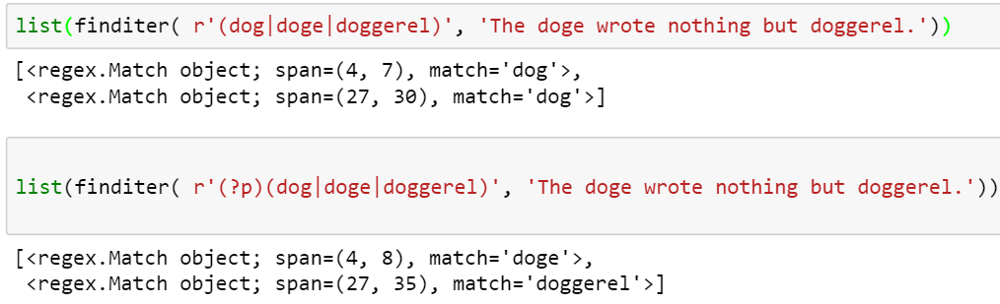 list(finditer( r'(dog|doge|doggerel)', 'The doge wrote nothing but doggerel.'))
[<regex.Match object; span=(4, 7), match='dog'>,
 <regex.Match object; span=(27, 30), match='dog'>]
list(finditer( r'(?p)(dog|doge|doggerel)', 'The doge wrote nothing but doggerel.'))
[<regex.Match object; span=(4, 8), match='doge'>,
 <regex.Match object; span=(27, 35), match='doggerel'>]